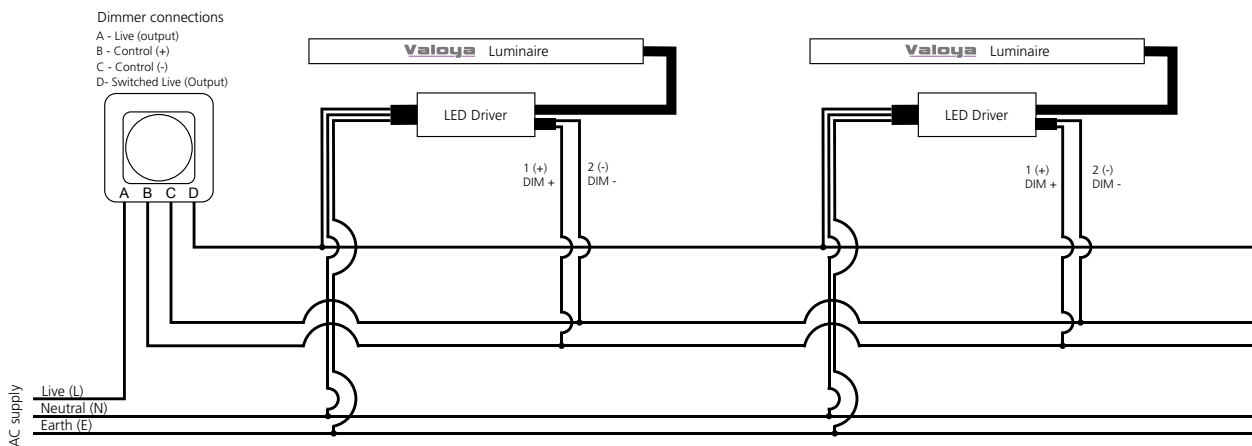 Dimmer connections
A - Live (output)
B - Control (+)
C - Control (-)
D- Switched Live (Output)
A B C D
Valoya Luminaire
LED Driver
1 (+)
DIM +
2 (-)
DIM -
Valoya Luminaire
LED Driver
1 (+)
DIM +
2 (-)
DIM -
AC supply
Live (L)
Neutral (N)
Earth (E)